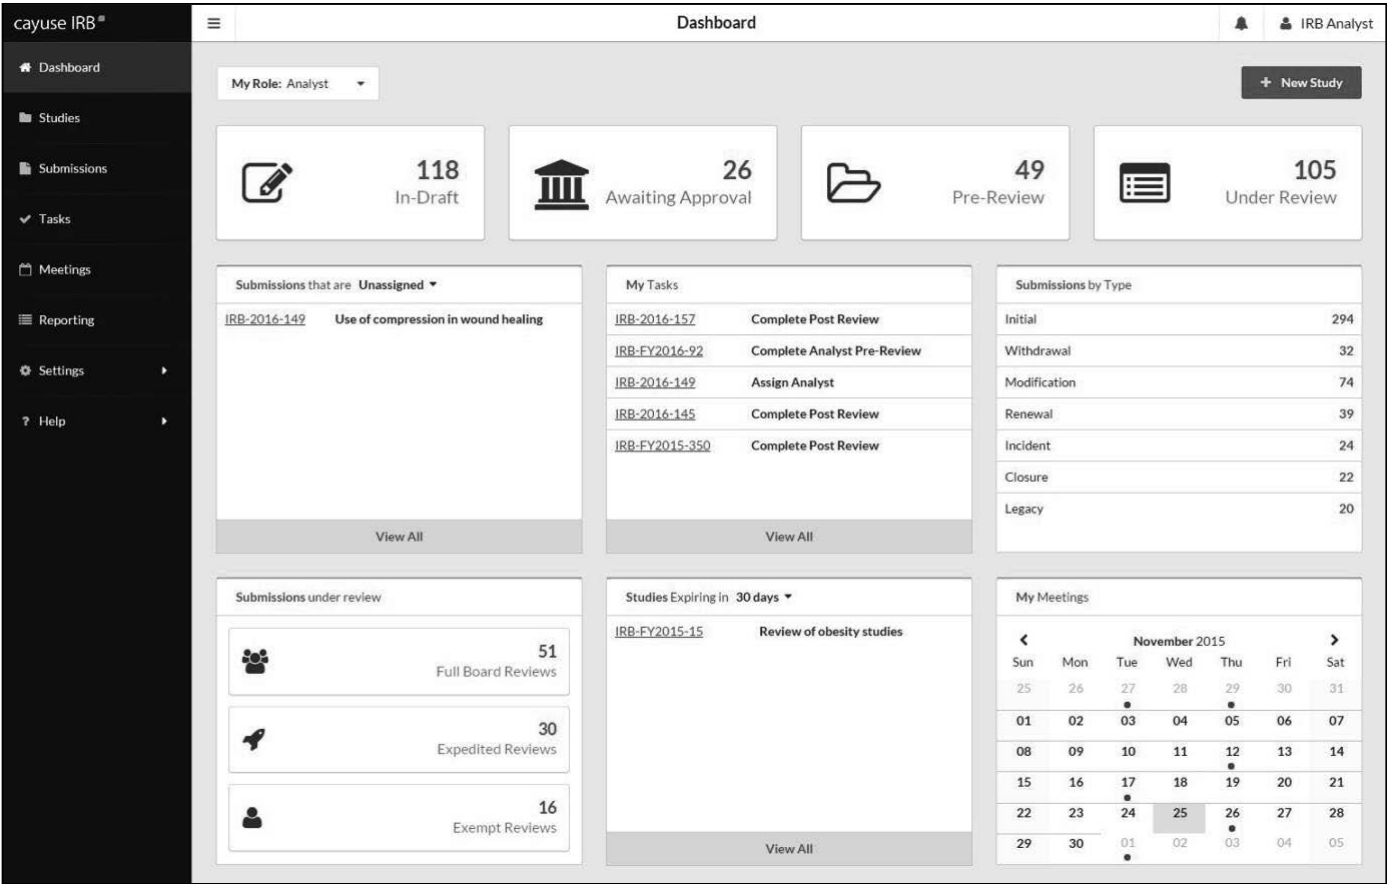 cayuse IRB
Dashboard
IRB Analyst
Dashboard
Studies
Submissions
Tasks
Meetings
Reporting
Settings
? Help
My Role: Analyst
+ New Study
118
In-Draft
26
Awaiting Approval
49
Pre-Review
105
Under Review
Submissions that are Unassigned
IRB-2016-149 Use of compression in wound healing
View All
My Tasks
IRB-2016-157 Complete Post Review
IRB-FY2016-92 Complete Analyst Pre-Review
IRB-2016-149 Assign Analyst
IRB-2016-145 Complete Post Review
IRB-FY2015-350 Complete Post Review
View All
Submissions by Type
Initial 294
Withdrawal 32
Modification 74
Renewal 39
Incident 24
Closure 22
Legacy 20
Submissions under review
51
Full Board Reviews
30
Expedited Reviews
16
Exempt Reviews
Studies Expiring in 30 days
IRB-FY2015-15 Review of obesity studies
View All
My Meetings
November 2015
Sun Mon Tue Wed Thu Fri Sat
25 26 27 28 29 30 31
01 02 03 04 05 06 07
08 09 10 11 12 13 14
15 16 17 18 19 20 21
22 23 24 25 26 27 28
29 30 01 02 03 04 05